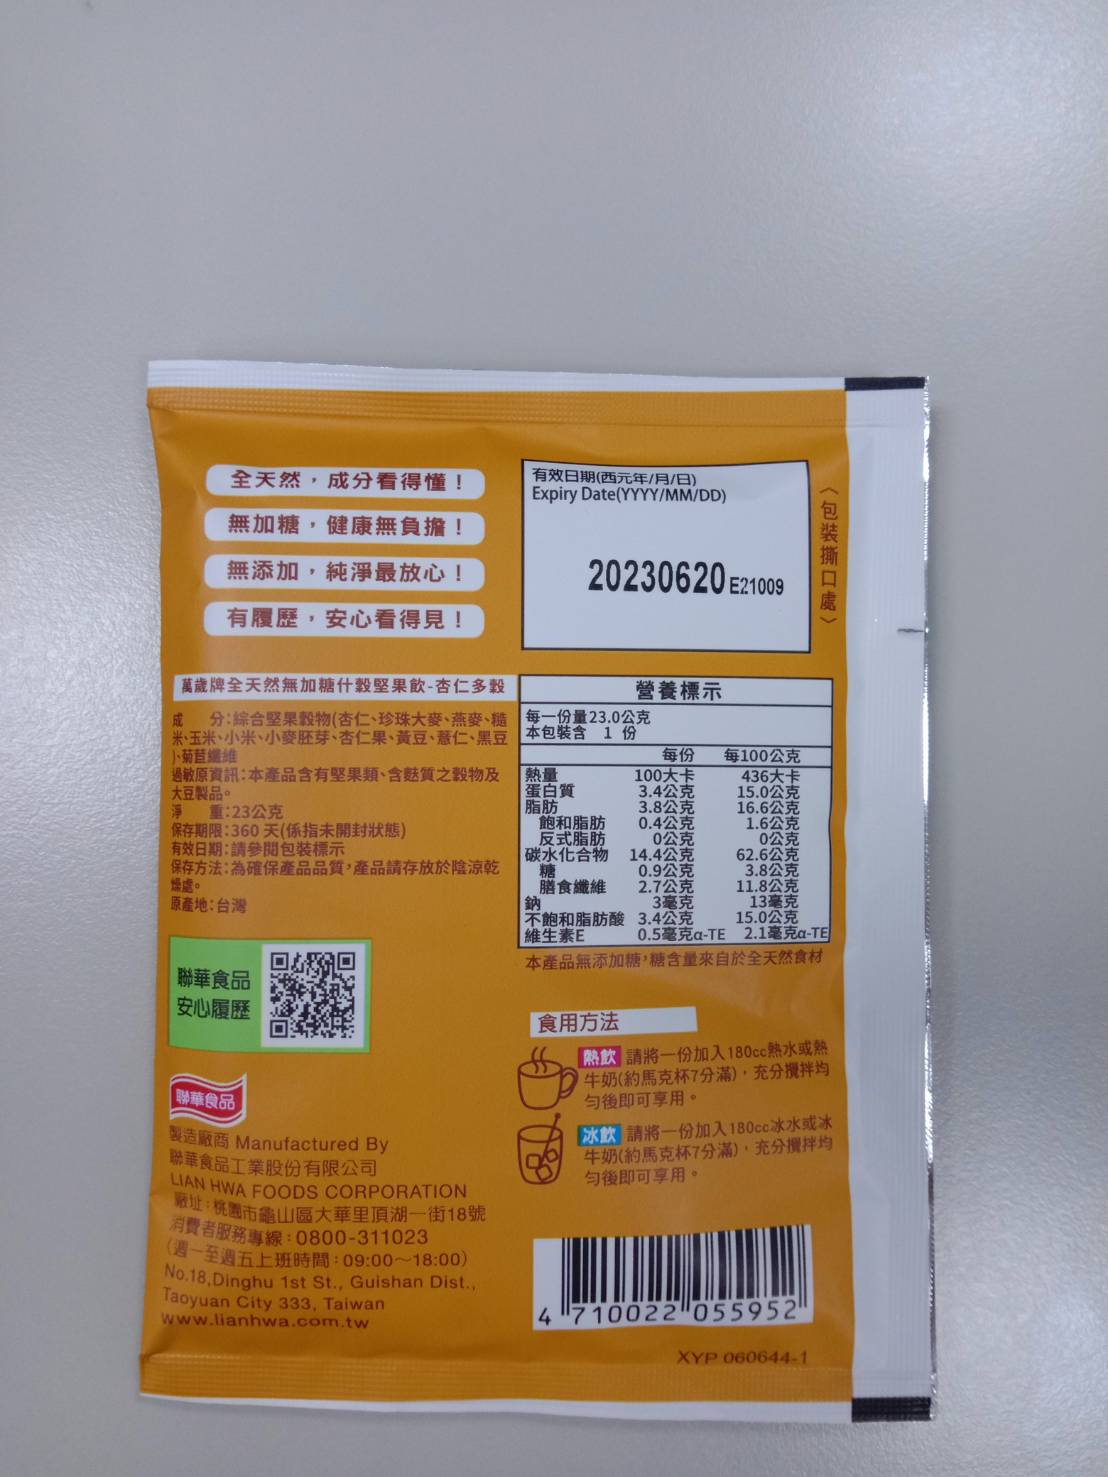 全天然，成分看得懂！
無加糖，健康無負擔！
無添加，純淨最放心！
有履歷，安心看得見！
有效日期(西元年/月/日)
Expiry Date(YYYY/MM/DD)
20230620 E21009
〈包裝撕口處〉
萬歲牌全天然無加糖什穀堅果飲-杏仁多穀
成 分:綜合堅果穀物(杏仁、珍珠大麥、燕麥、糙
米、玉米、小米、小麥胚芽、杏仁果、黃豆、薏仁、黑豆
)、菊苣纖維
過敏原資訊:本產品含有堅果類、含麩質之穀物及
大豆製品。
淨 重:23公克
保存期限:360 天(係指未開封狀態)
有效日期:請參閱包裝標示
保存方法:為確保產品品質，產品請存放於陰涼乾
燥處。
原產地:台灣
營養標示
每一份量23.0公克
本包裝含 1 份
每份 每100公克
熱量 100大卡 436大卡
蛋白質 3.4公克 15.0公克
脂肪 3.8公克 16.6公克
飽和脂肪 0.4公克 1.6公克
反式脂肪 0公克 0公克
碳水化合物 14.4公克 62.6公克
糖 0.9公克 3.8公克
膳食纖維 2.7公克 11.8公克
鈉 3毫克 13毫克
不飽和脂肪酸 3.4公克 15.0公克
維生素E 0.5毫克α-TE 2.1毫克α-TE
本產品無添加糖，糖含量來自於全天然食材
聯華食品
安心履歷
聯華食品
製造廠商 Manufactured By
聯華食品工業股份有限公司
LIAN HWA FOODS CORPORATION
廠址:桃園市龜山區大華里頂湖一街18號
消費者服務專線:0800-311023
(週一至週五上班時間:09:00～18:00)
No.18,Dinghu 1st St., Guishan Dist.,
Taoyuan City 333, Taiwan
www.lianhwa.com.tw
食用方法
熱飲 請將一份加入180cc熱水或熱
牛奶(約馬克杯7分滿)，充分攪拌均
勻後即可享用。
冰飲 請將一份加入180cc冰水或冰
牛奶(約馬克杯7分滿)，充分攪拌均
勻後即可享用。
4 710022 055952
XYP 060644-1